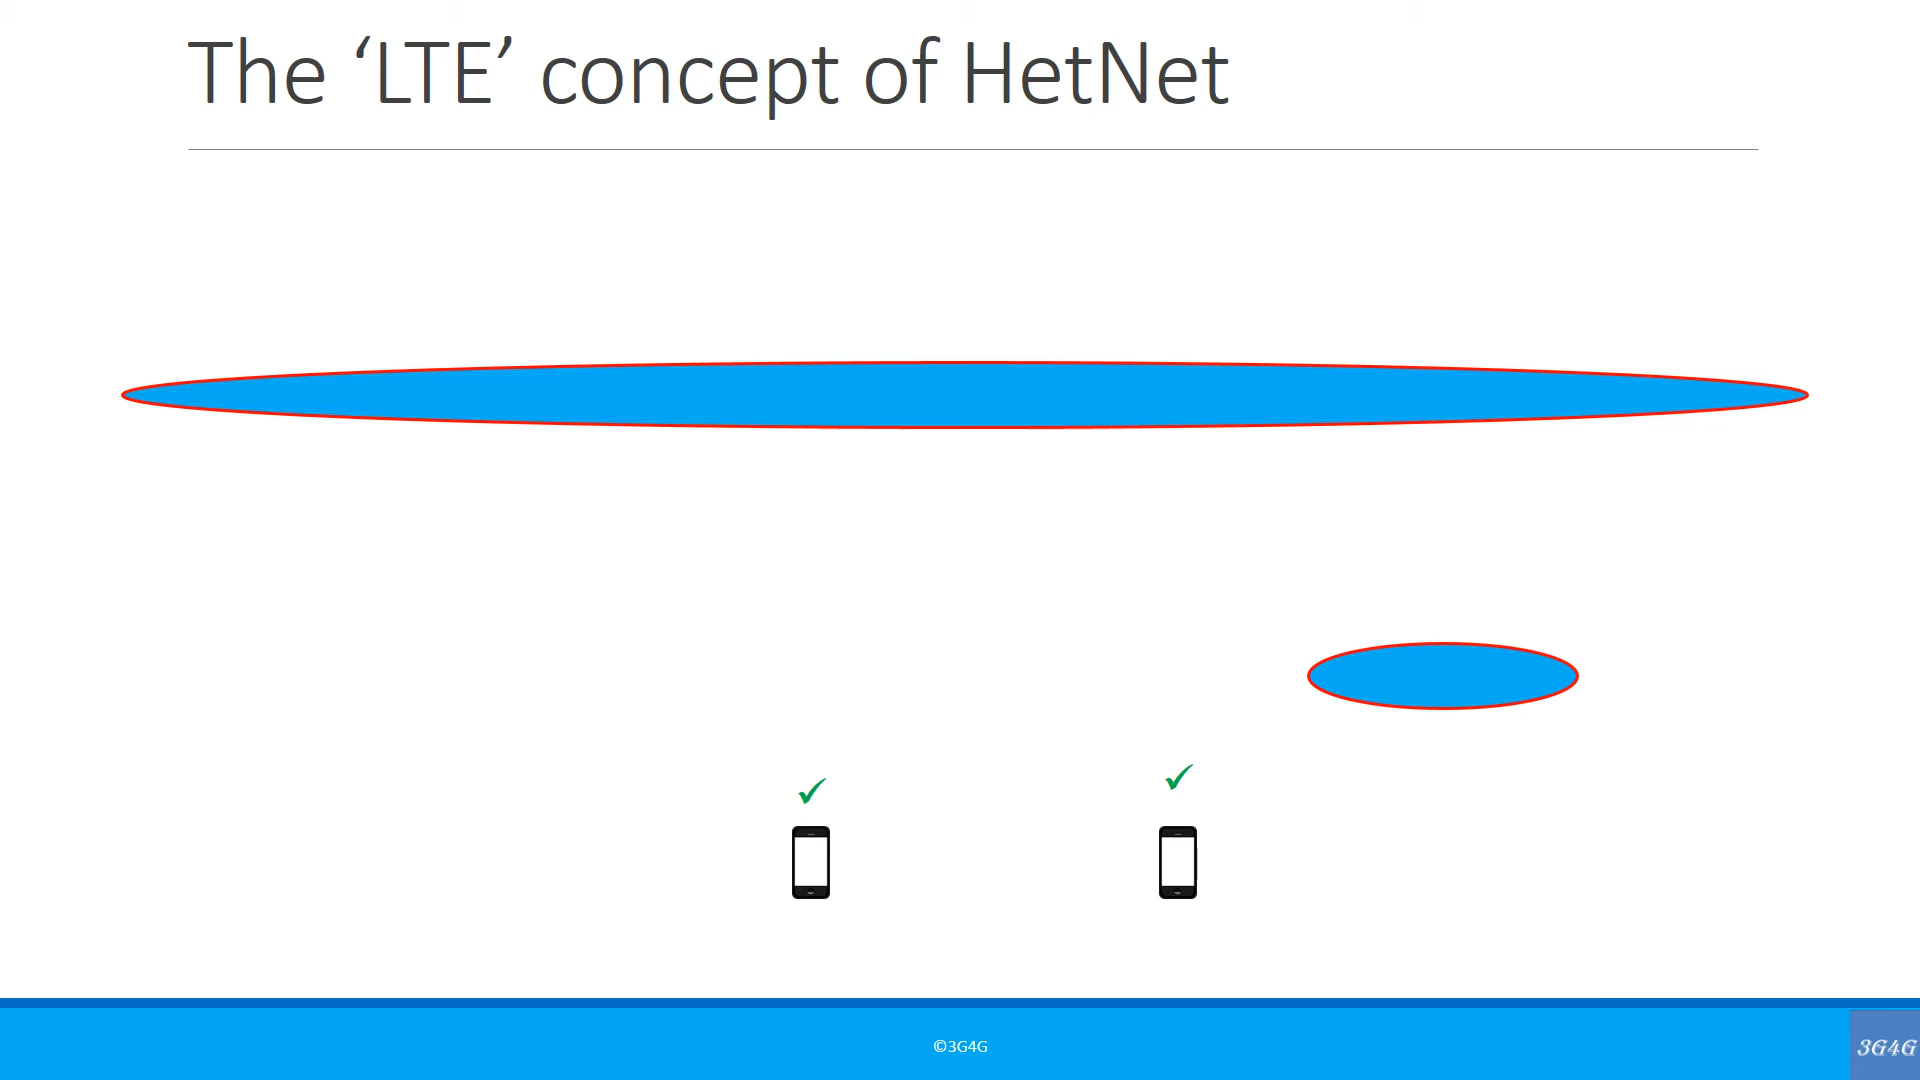 The ‘LTE’ concept of HetNet
©3G4G
3G4G